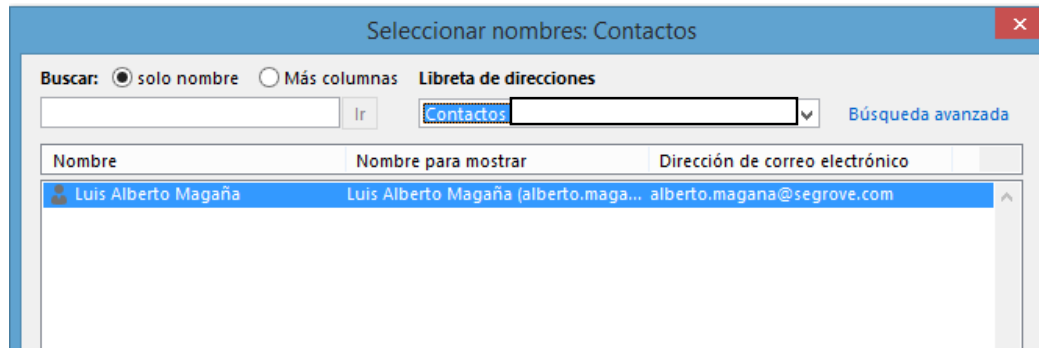 Seleccionar nombres: Contactos
Buscar: solo nombre Más columnas Libreta de direcciones
Ir Contactos Búsqueda avanzada
Nombre Nombre para mostrar Dirección de correo electrónico
Luis Alberto Magaña Luis Alberto Magaña (alberto.maga... alberto.magana@segrove.com